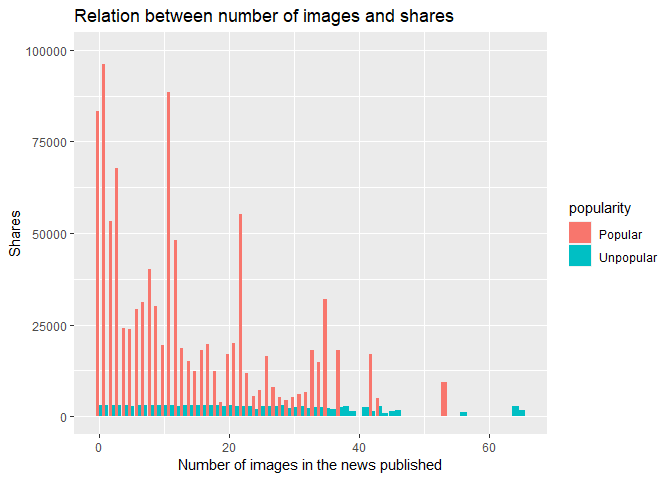 Relation between number of images and shares
100000
75000
50000
25000
0
Shares
0 20 40 60
Number of images in the news published
popularity
Popular
Unpopular